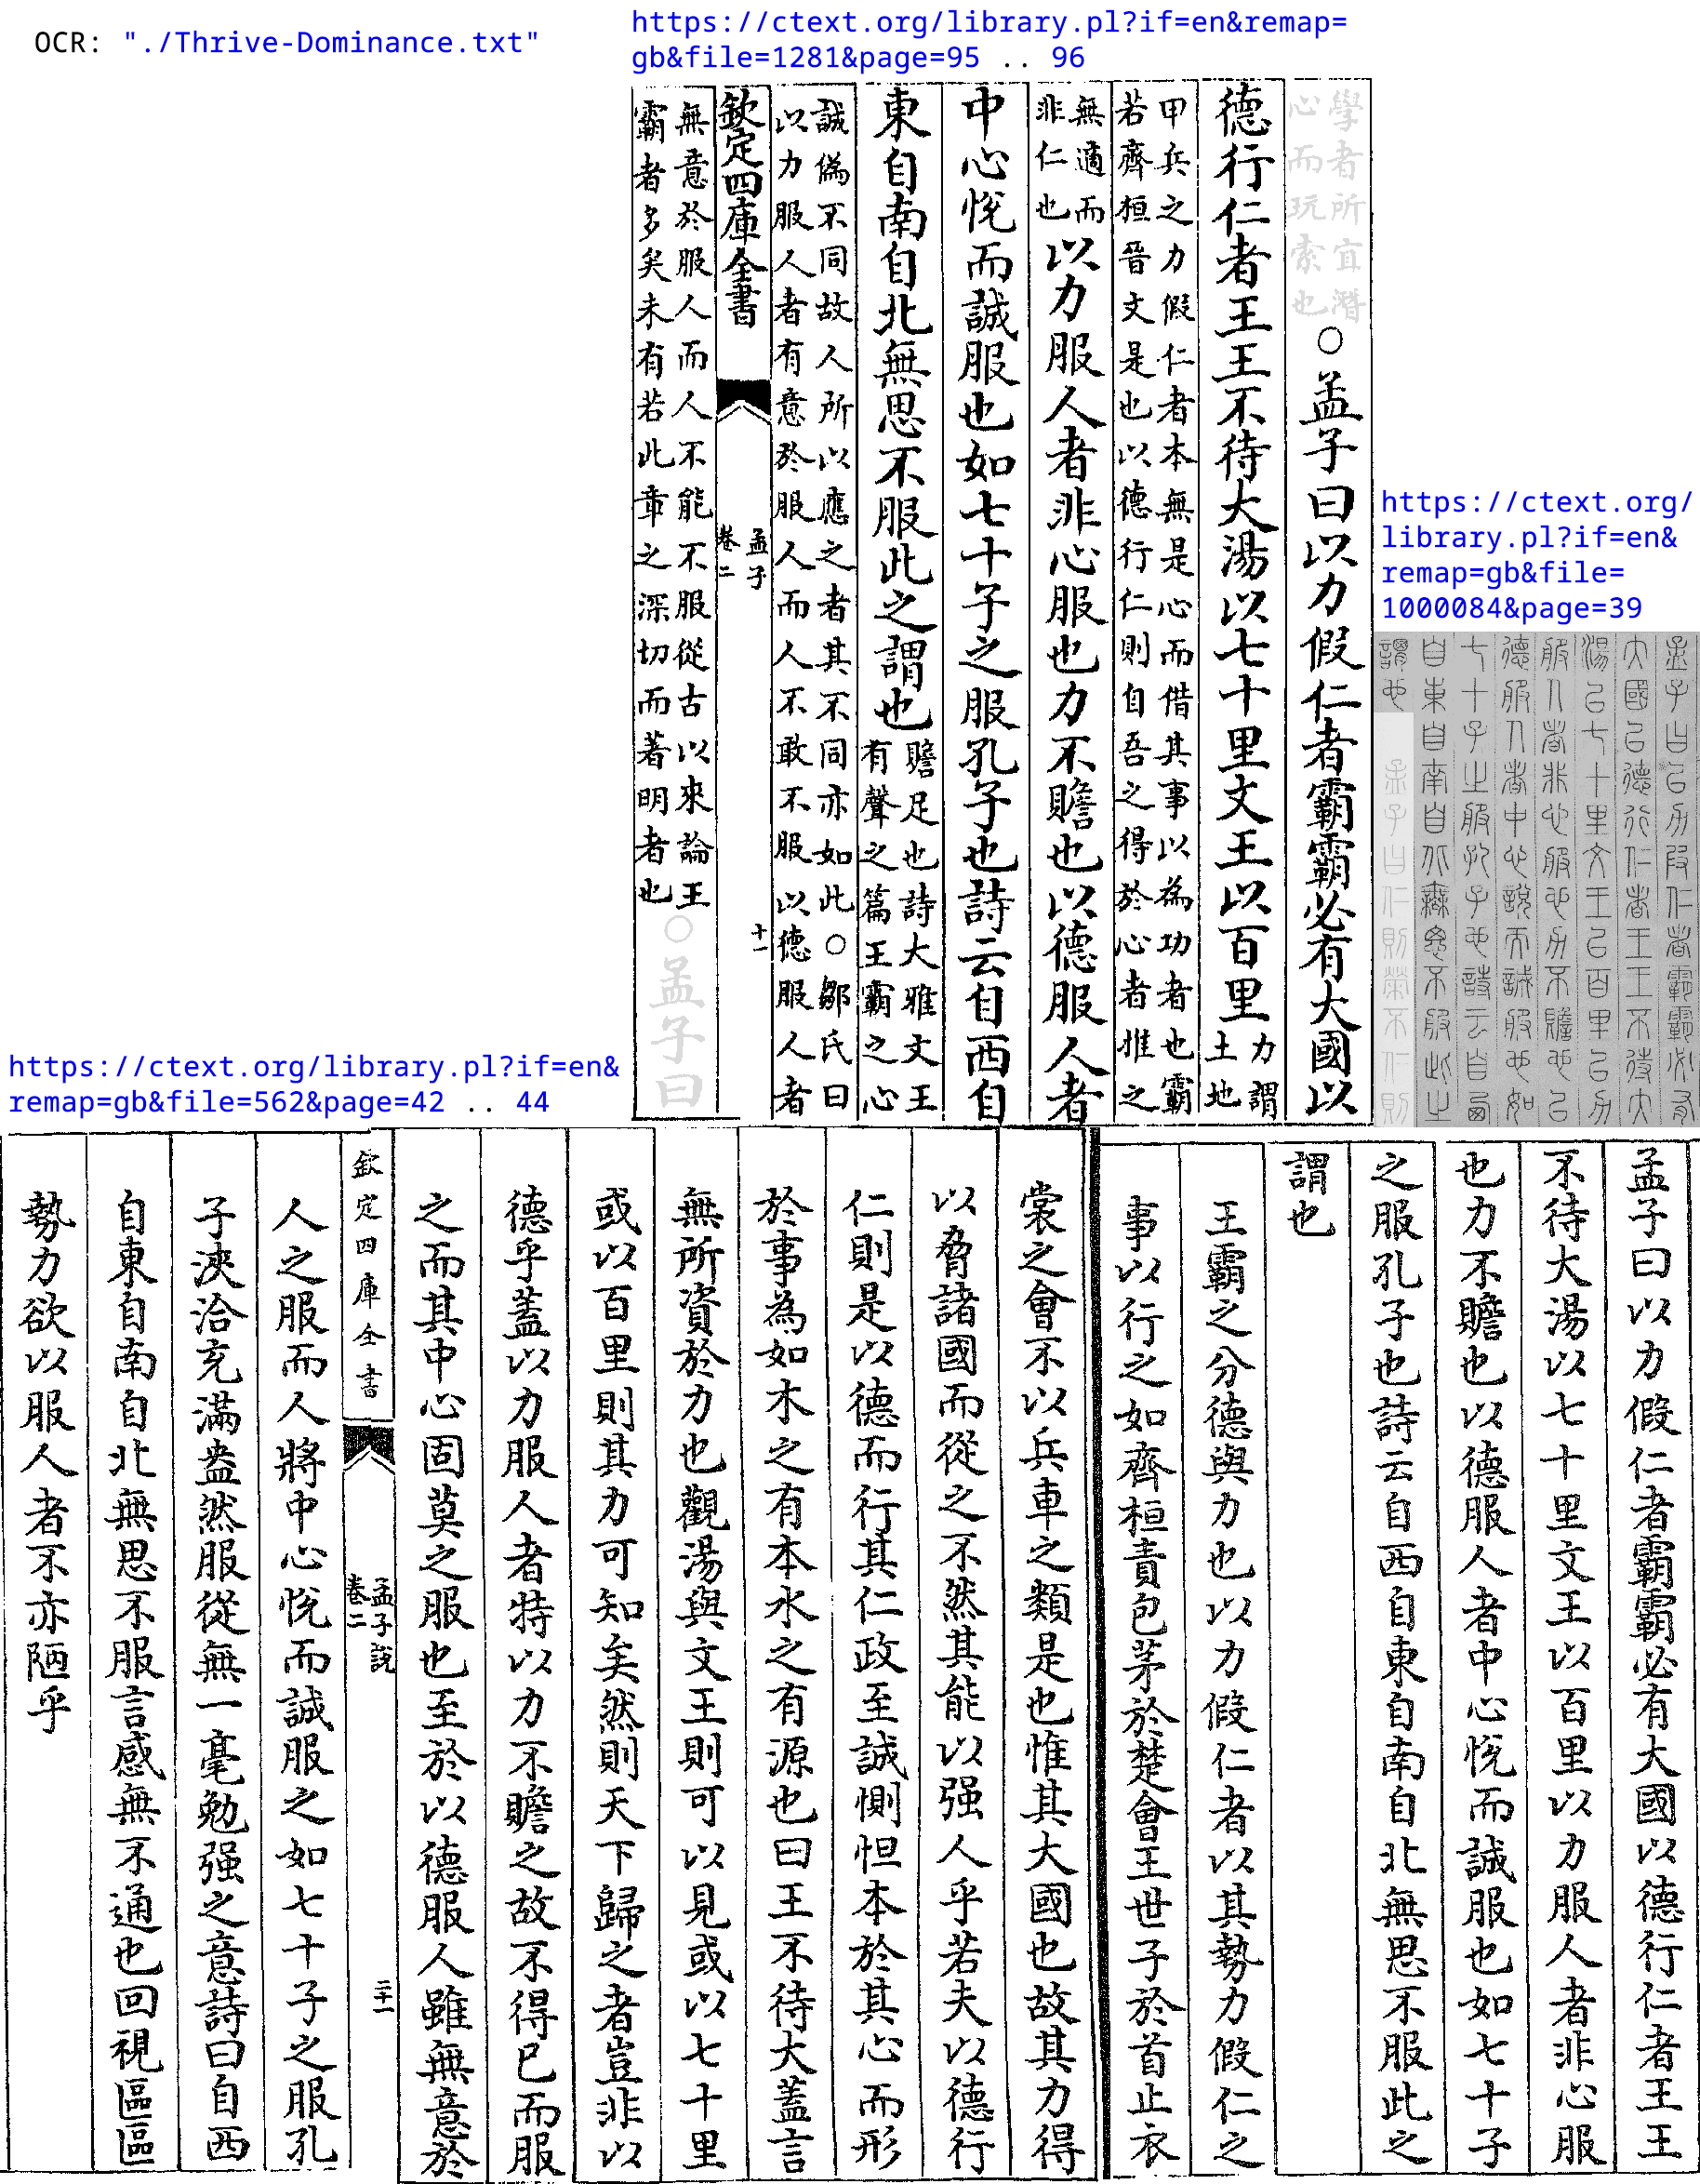 OCR: "./Thrive-Dominance.txt"
https://ctext.org/library.pl?if=en&remap=
gb&file=1281&page=95 .. 96
學者所宜潛
心而玩索也
○孟子曰以力假仁者霸霸必有大國以
德行仁者王王不待大湯以七十里文王以百里
力謂
土地
甲兵之力假仁者本無是心而借其事以為功者也霸
若齊桓晉文是也以德行仁則自吾之得於心者推之
無適而
非仁也
以力服人者非心服也力不贍也以德服人者
中心悅而誠服也如七十子之服孔子也詩云自西自
東自南自北無思不服此之謂也
贍足也詩大雅文王
有聲之篇王霸之心
誠偽不同故人所以應之者其不同亦如此○鄒氏曰
以力服人者有意於服人而人不敢不服以德服人者
欽定四庫全書
孟子
卷二
十一
無意於服人而人不能不服從古以來論王
霸者多矣未有若此章之深切而著明者也
○孟子曰
https://ctext.org/
library.pl?if=en&
remap=gb&file=
1000084&page=39
孟子曰以力叚仁者霸霸必有
大國以德行仁者王王不待大
湯以七十里文王以百里以力
服人者非心服也力不贍也以
德服人者中心說而誠服也如
七十子之服孔子也詩云自西
自東自南自北無思不服此之
謂也孟子曰仁則榮不仁則
https://ctext.org/library.pl?if=en&
remap=gb&file=562&page=42 .. 44
孟子曰以力假仁者霸霸必有大國以德行仁者王王
不待大湯以七十里文王以百里以力服人者非心服
也力不贍也以德服人者中心悅而誠服也如七十子
之服孔子也詩云自西自東自南自北無思不服此之
謂也
王霸之分德與力也以力假仁者以其勢力假仁之
事以行之如齊桓責包茅於楚會王世子於首止衣
裳之會不以兵車之類是也惟其大國也故其力得
以脅諸國而從之不然其能以强人乎若夫以德行
仁則是以德而行其仁政至誠惻怛本於其心而形
於事為如木之有本水之有源也曰王不待大蓋言
無所資於力也觀湯與文王則可以見或以七十里
或以百里則其力可知矣然則天下歸之者豈非以
德乎蓋以力服人者特以力不贍之故不得已而服
之而其中心固莫之服也至於以德服人雖無意於
欽定四庫全書
孟子說
卷二
二十一
人之服而人將中心悅而誠服之如七十子之服孔
子浹洽充滿盎然服從無一毫勉强之意詩曰自西
自東自南自北無思不服言感無不通也回視區區
勢力欲以服人者不亦陋乎